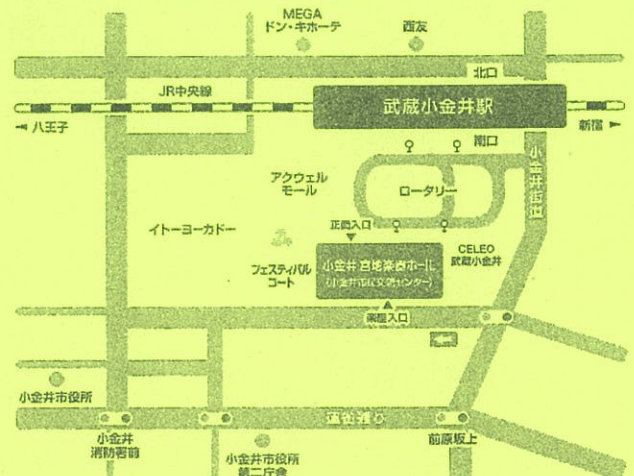 MEGA
ドン・キホーテ
西友
北口
JR中央線
武蔵小金井駅
八王子
新宿
南口
小金井街道
アクウェル
モール
ロータリー
正面入口
イトーヨーカドー
フェスティバル
コート
小金井 宮地楽器ホール
(小金井市民交流センター)
CELEO
武蔵小金井
楽屋入口
小金井市役所
連雀通り
小金井
消防署前
前原坂上
小金井市役所
第二庁舎